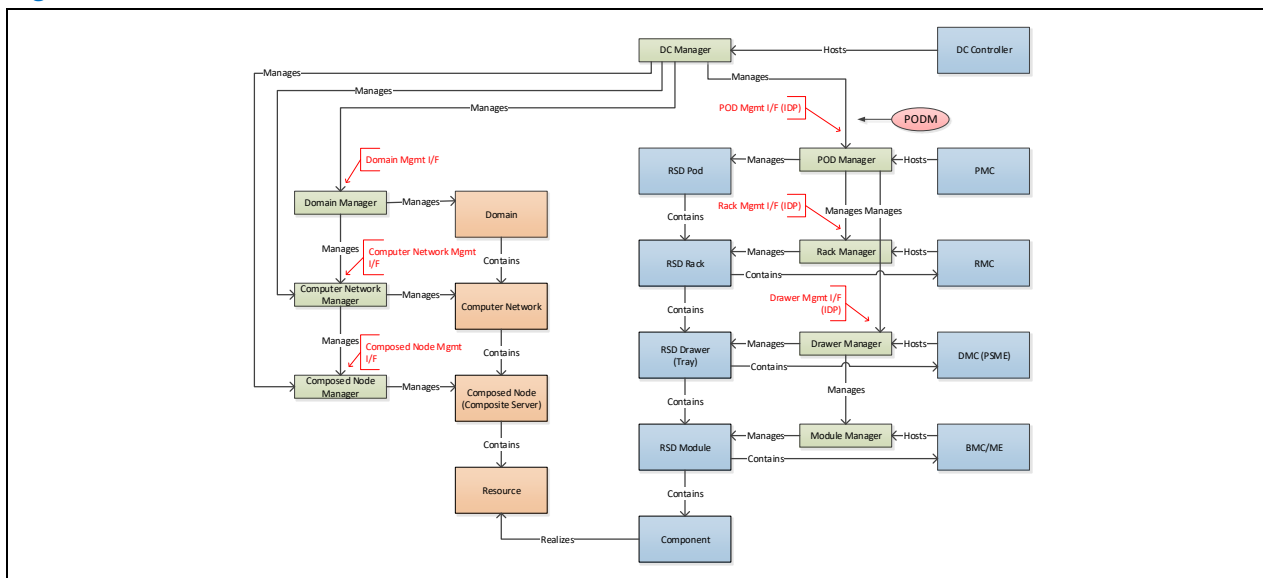 DC Manager
Hosts
DC Controller
Manages
Manages
Manages
Manages
POD Mgmt I/F (IDP)
PODM
Domain Mgmt I/F
RSD Pod
Manages
POD Manager
Hosts
PMC
Domain Manager
Manages
Domain
Contains
Rack Mgmt I/F (IDP)
Manages
Manages
Manages
Computer Network Mgmt
I/F
Contains
RSD Rack
Manages
Rack Manager
Hosts
RMC
Contains
Computer Network
Manager
Manages
Computer Network
Drawer Mgmt I/F
(IDP)
Contains
Manages
Composed Node Mgmt
I/F
Contains
RSD Drawer
(Tray)
Manages
Drawer Manager
Hosts
DMC (PSME)
Contains
Composed Node
Manager
Manages
Composed Node
(Composite Server)
Manages
Contains
Contains
RSD Module
Manages
Module Manager
Hosts
BMC/ME
Contains
Resource
Contains
Realizes
Component